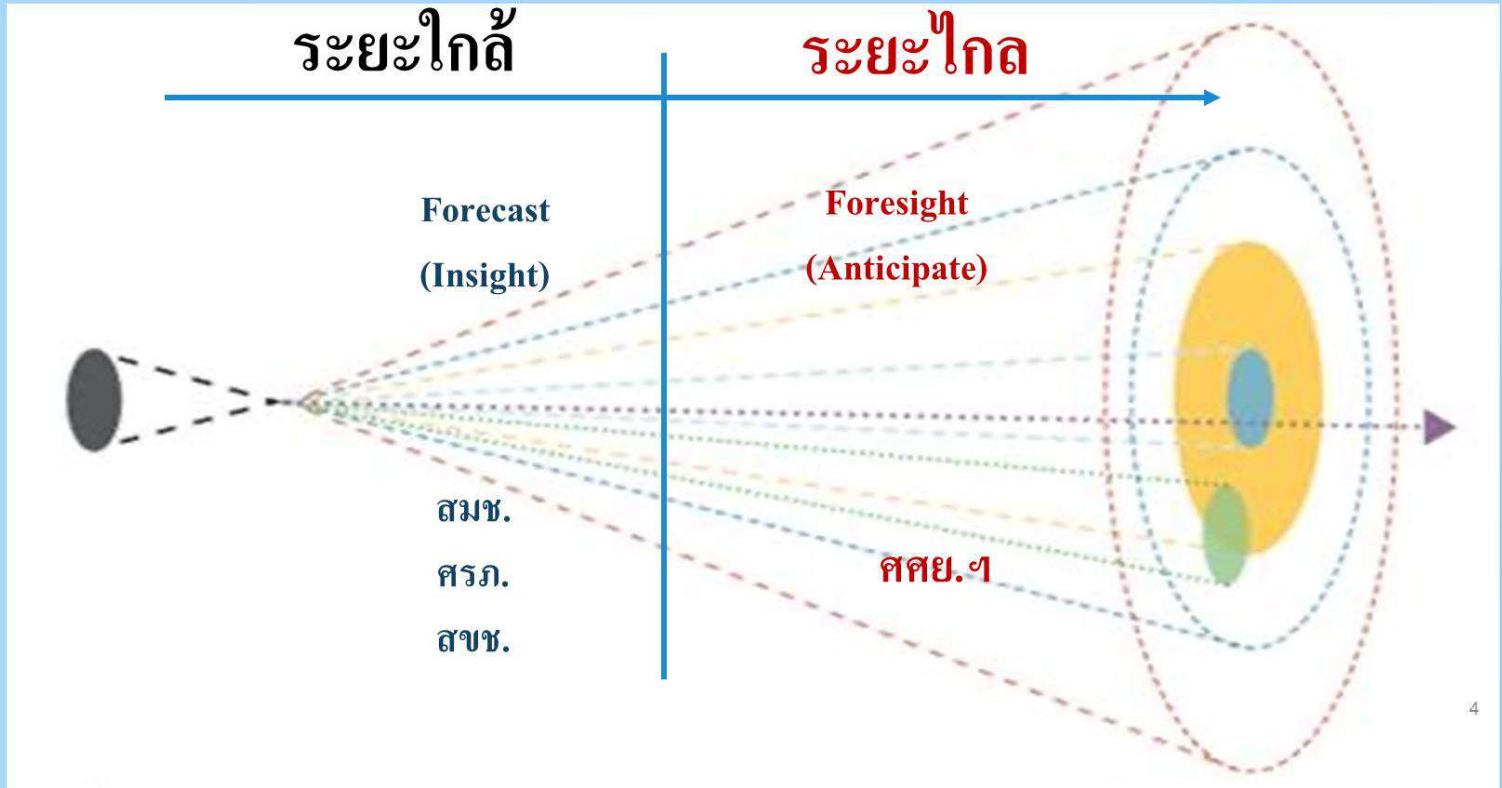 ระยะใกล้
ระยะไกล
Forecast
(Insight)
Foresight
(Anticipate)
สมช.
ศรภ.
สขช.
ศศย.ฯ
4